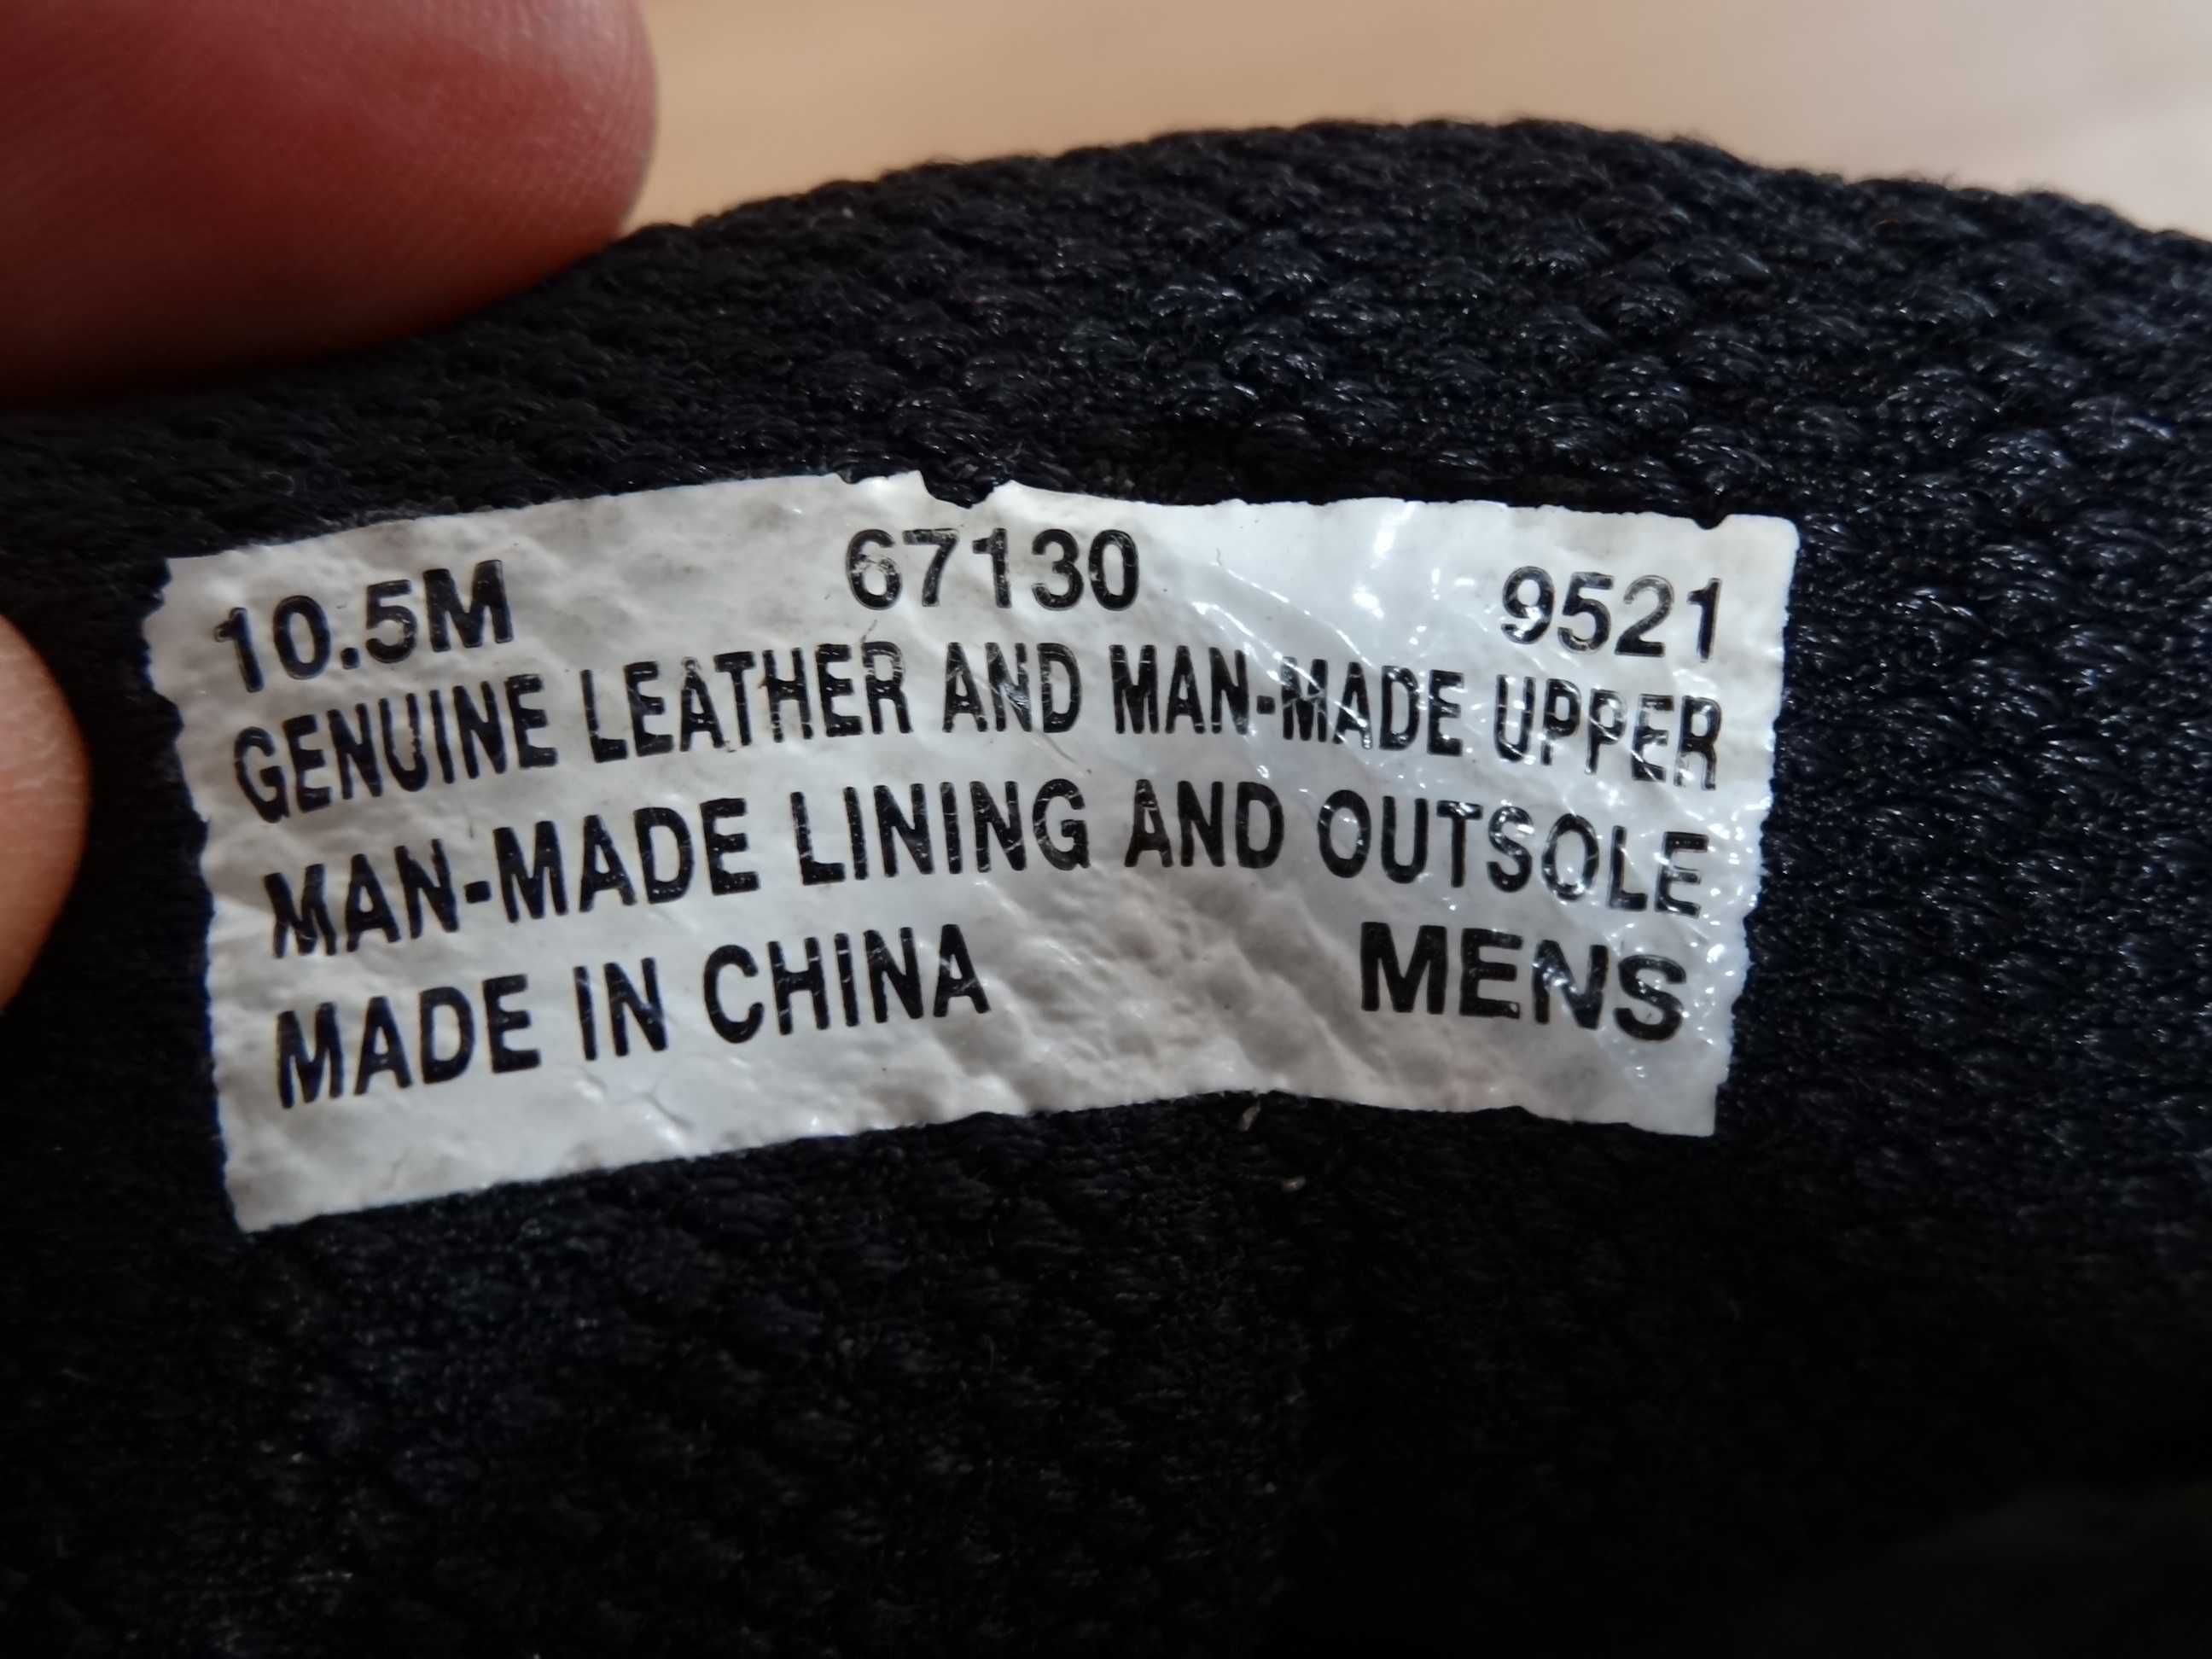 10.5M 67130 9521
GENUINE LEATHER AND MAN-MADE UPPER
MAN-MADE LINING AND OUTSOLE
MADE IN CHINA MENS